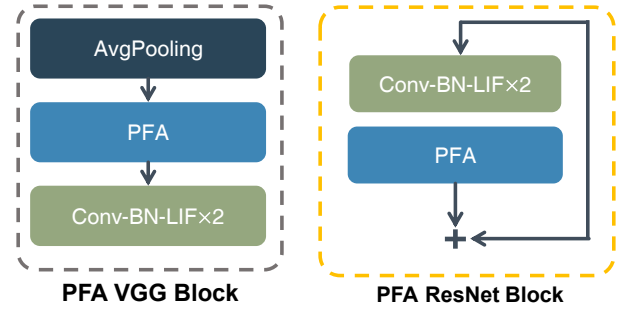 AvgPooling
PFA
Conv-BN-LIF×2
PFA VGG Block
Conv-BN-LIF×2
PFA
+
PFA ResNet Block